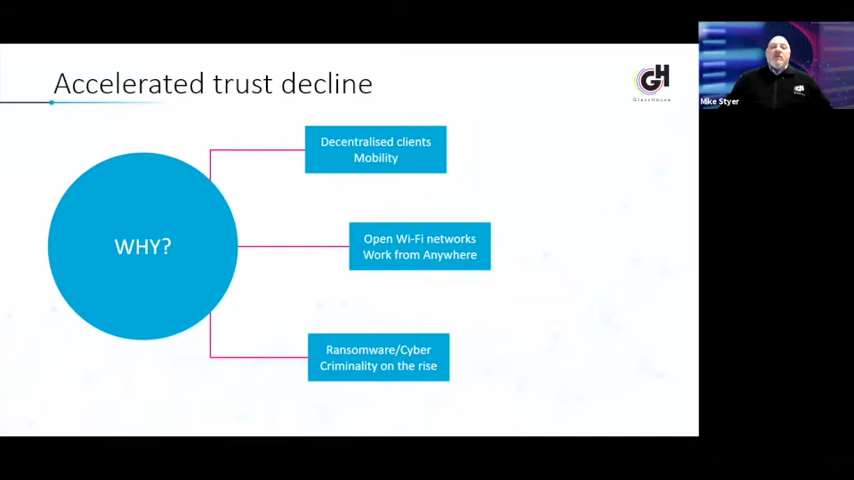 Accelerated trust decline
GH
GlassHouse
Mike Styer
Decentralised clients
Mobility
WHY?
Open Wi-Fi networks
Work from Anywhere
Ransomware/Cyber
Criminality on the rise